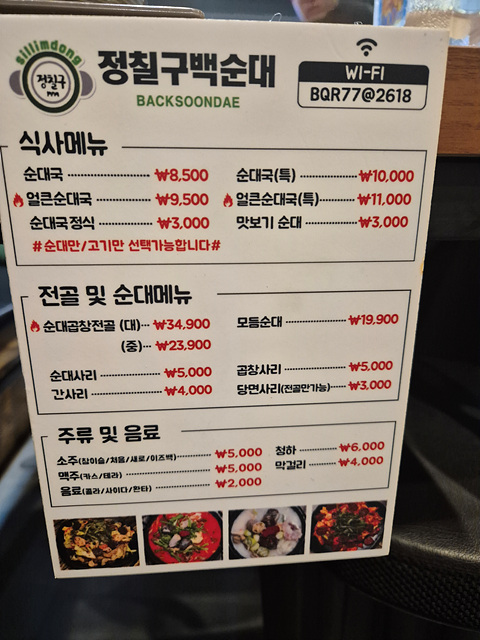 sillimdong
정칠구
정칠구백순대
BACKSOONDAE
WI-FI
BQR77@2618
식사메뉴
순대국 ₩8,500
순대국(특) ₩10,000
얼큰순대국 ₩9,500
얼큰순대국(특) ₩11,000
순대국정식 ₩3,000
맛보기 순대 ₩3,000
#순대만/고기만 선택가능합니다#
전골 및 순대메뉴
순대곱창전골 (대) ₩34,900
모듬순대 ₩19,900
(중) ₩23,900
순대사리 ₩5,000
곱창사리 ₩5,000
간사리 ₩4,000
당면사리(전골만가능) ₩3,000
주류 및 음료
소주(참이슬/처음/새로/이즈백) ₩5,000
청하 ₩6,000
맥주(카스/테라) ₩5,000
막걸리 ₩4,000
음료(콜라/사이다/환타) ₩2,000